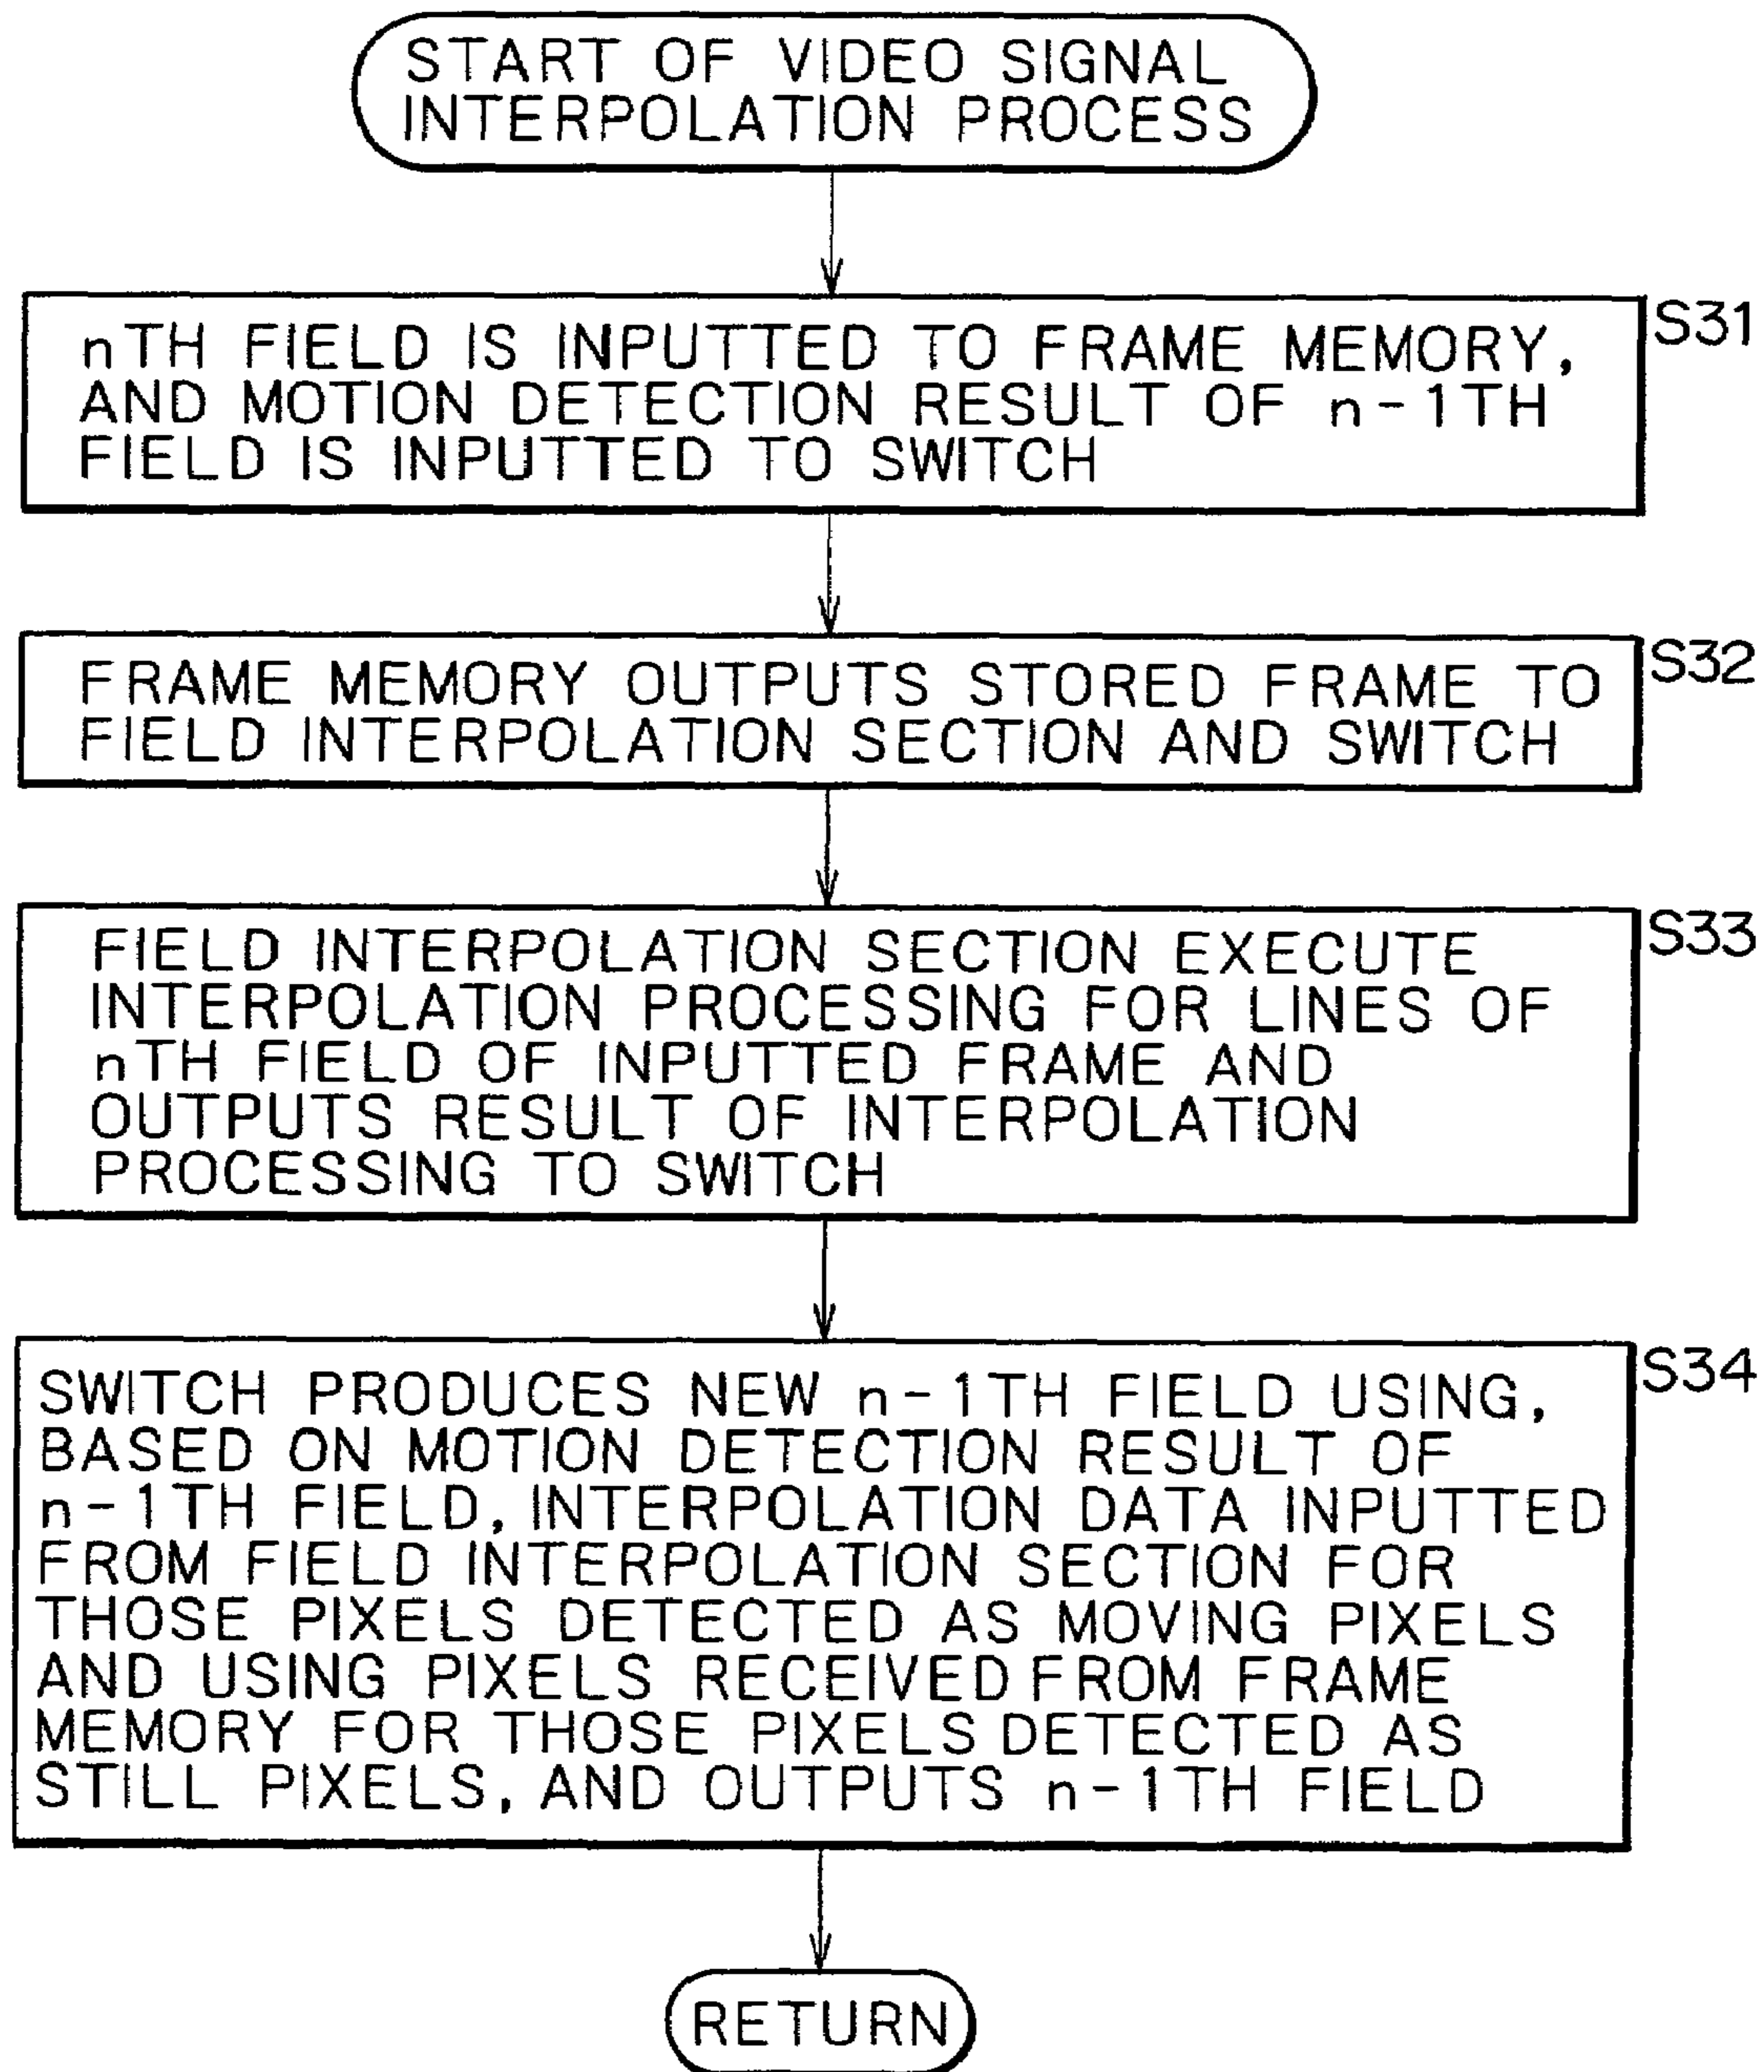 START OF VIDEO SIGNAL
INTERPOLATION PROCESS
S31
nTH FIELD IS INPUTTED TO FRAME MEMORY,
AND MOTION DETECTION RESULT OF n-1TH
FIELD IS INPUTTED TO SWITCH
S32
FRAME MEMORY OUTPUTS STORED FRAME TO
FIELD INTERPOLATION SECTION AND SWITCH
S33
FIELD INTERPOLATION SECTION EXECUTE
INTERPOLATION PROCESSING FOR LINES OF
nTH FIELD OF INPUTTED FRAME AND
OUTPUTS RESULT OF INTERPOLATION
PROCESSING TO SWITCH
S34
SWITCH PRODUCES NEW n-1TH FIELD USING,
BASED ON MOTION DETECTION RESULT OF
n-1TH FIELD, INTERPOLATION DATA INPUTTED
FROM FIELD INTERPOLATION SECTION FOR
THOSE PIXELS DETECTED AS MOVING PIXELS
AND USING PIXELS RECEIVED FROM FRAME
MEMORY FOR THOSE PIXELS DETECTED AS
STILL PIXELS, AND OUTPUTS n-1TH FIELD
RETURN